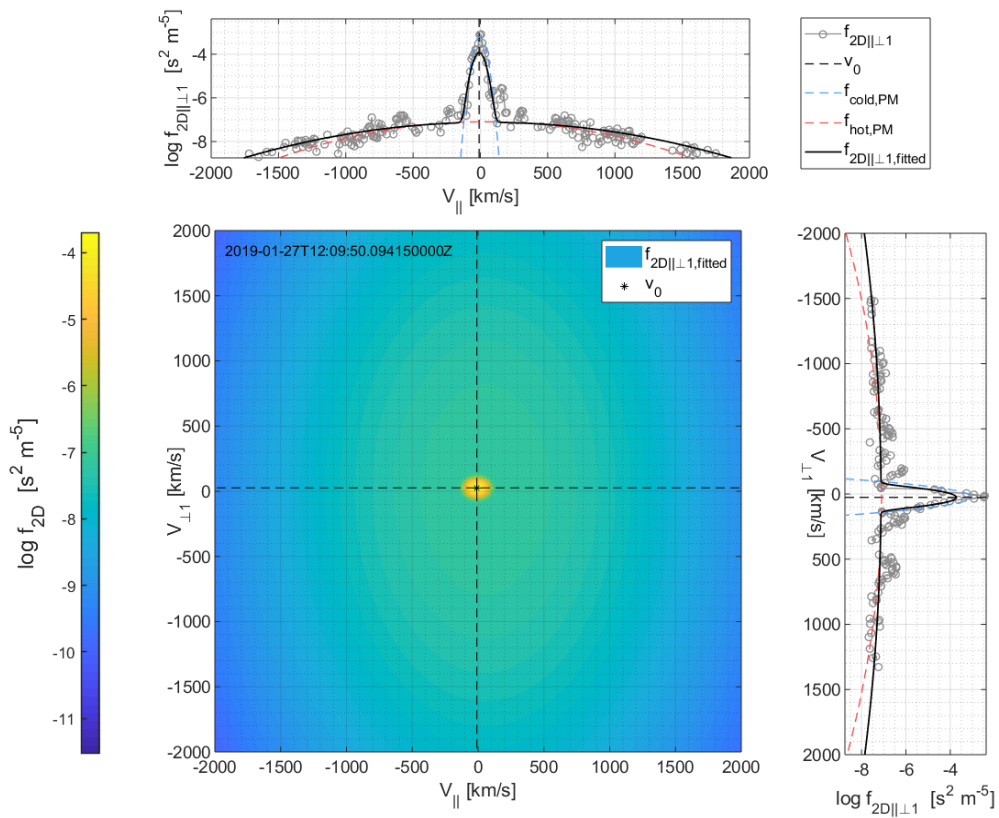 log f2D||⊥1 [s² m⁻⁵]
-4
-6
-8
-2000 -1500 -1000 -500 0 500 1000 1500 2000
V|| [km/s]
f2D||⊥1
v0
fcold,PM
fhot,PM
f2D||⊥1,fitted
log f2D [s² m⁻⁵]
-4
-5
-6
-7
-8
-9
-10
-11
2019-01-27T12:09:50.094150000Z
f2D||⊥1,fitted
v0
V⊥1 [km/s]
2000
1500
1000
500
0
-500
-1000
-1500
-2000
-2000 -1500 -1000 -500 0 500 1000 1500 2000
V|| [km/s]
V⊥1 [km/s]
-2000
-1500
-1000
-500
0
500
1000
1500
2000
-8 -6 -4
log f2D||⊥1 [s² m⁻⁵]